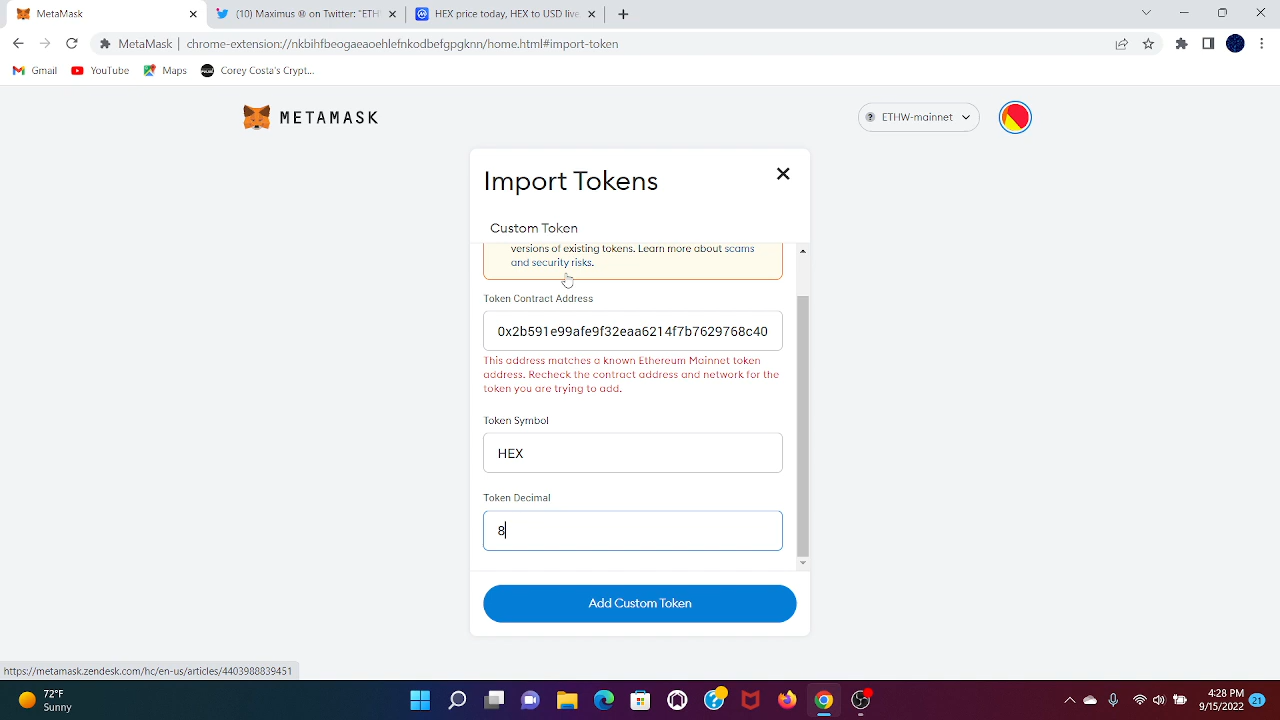 MetaMask
(10) Maximus ® on Twitter: "ETH
HEX price today, HEX to USD live
MetaMask
chrome-extension://nkbihfbeogaeaoehlefnkodbefgpgknn/home.html#import-token
Gmail
YouTube
Maps
Corey Costa's Crypt...
METAMASK
ETHW-mainnet
Import Tokens
Custom Token
versions of existing tokens. Learn more about scams
and security risks.
Token Contract Address
0x2b591e99afe9f32eaa6214f7b7629768c40
This address matches a known Ethereum Mainnet token
address. Recheck the contract address and network for the
token you are trying to add.
Token Symbol
HEX
Token Decimal
8
Add Custom Token
https://metamask.zendesk.com/hc/en-us/articles/4403988839451
72°F
Sunny
4:28 PM
9/15/2022
21